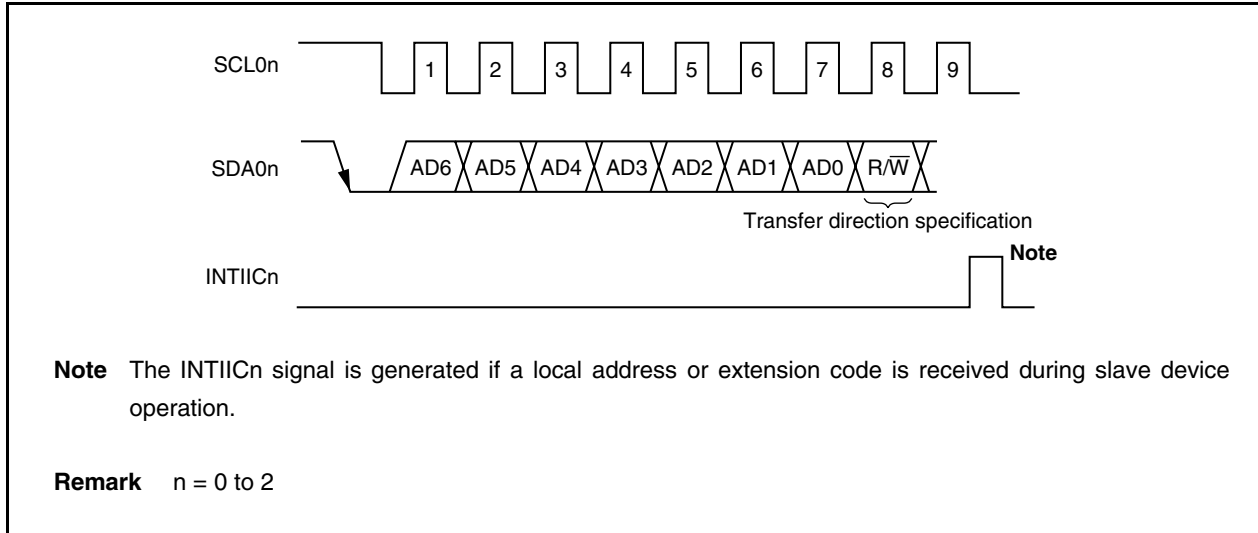 SCL0n
1 2 3 4 5 6 7 8 9
SDA0n
AD6 AD5 AD4 AD3 AD2 AD1 AD0 R/W̅
Transfer direction specification
Note
INTIICn
Note The INTIICn signal is generated if a local address or extension code is received during slave device
operation.
Remark n = 0 to 2